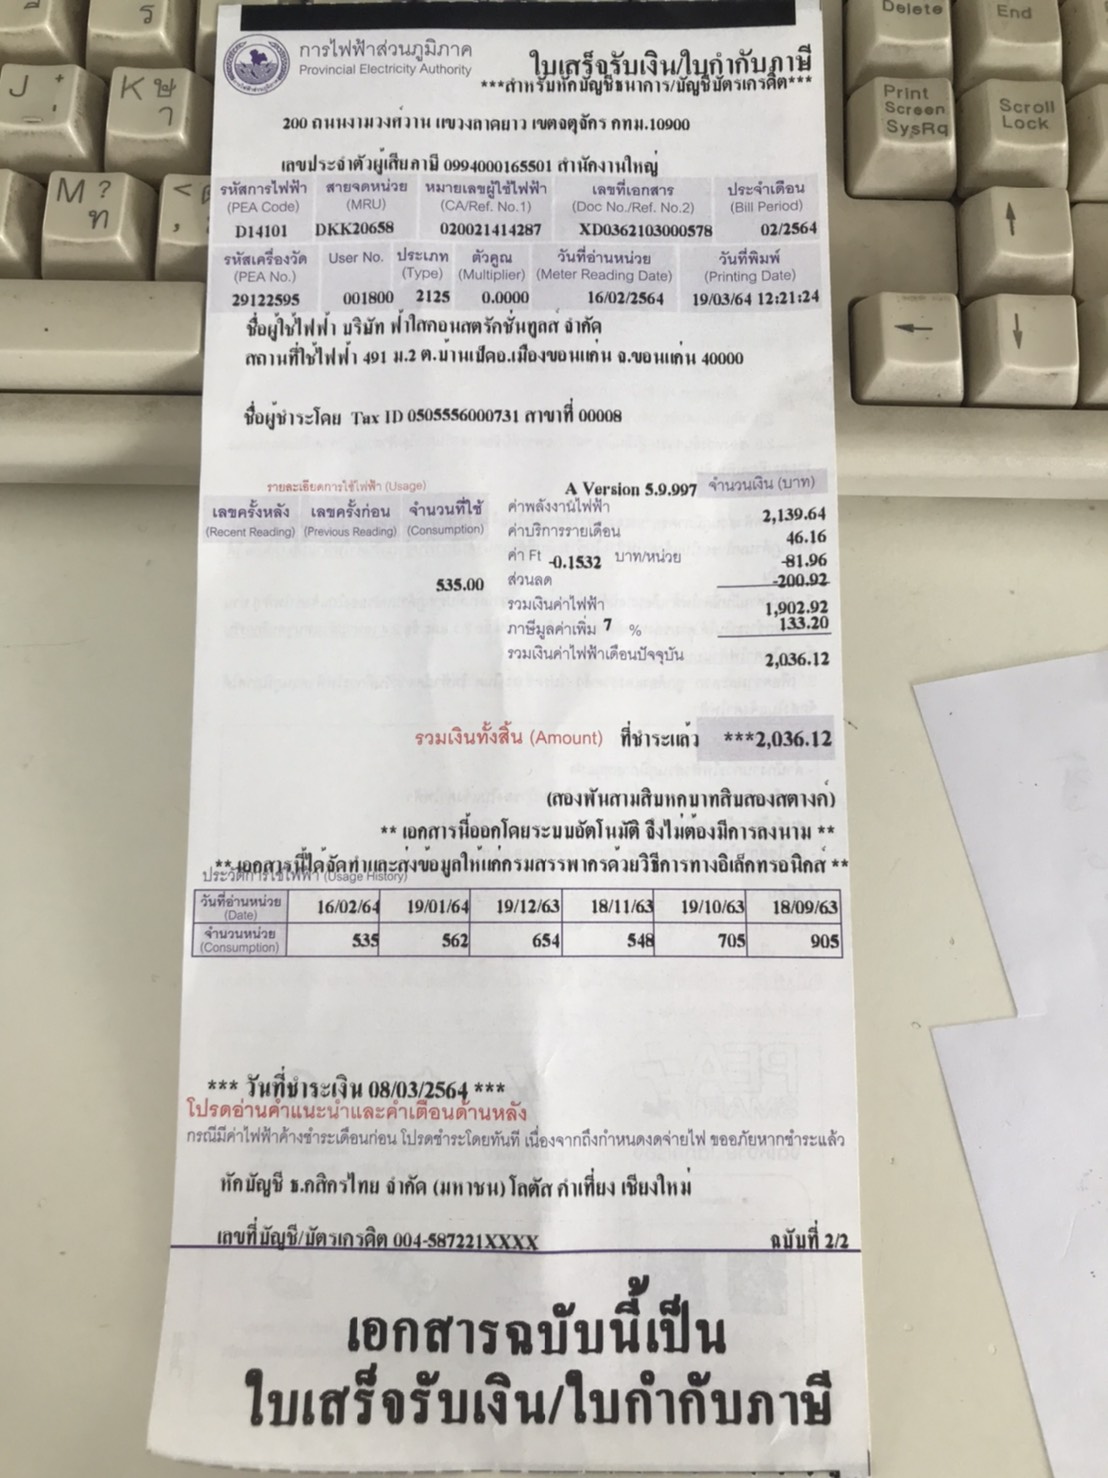 Delete
End
Print Screen SysRq
Scroll Lock
J
K ษ า
M ? ท
การไฟฟ้าส่วนภูมิภาค
Provincial Electricity Authority
ใบเสร็จรับเงิน/ใบกำกับภาษี
***สำหรับหักบัญชีธนาคาร/บัญชีบัตรเครดิต***
200 ถนนงามวงศ์วาน แขวงลาดยาว เขตจตุจักร กทม.10900
เลขประจำตัวผู้เสียภาษี 0994000165501 สำนักงานใหญ่
รหัสการไฟฟ้า สายจดหน่วย หมายเลขผู้ใช้ไฟฟ้า เลขที่เอกสาร ประจำเดือน
(PEA Code) (MRU) (CA/Ref. No.1) (Doc No./Ref. No.2) (Bill Period)
D14101 DKK20658 020021414287 XD0362103000578 02/2564
รหัสเครื่องวัด User No. ประเภท ตัวคูณ วันที่อ่านหน่วย วันที่พิมพ์
(PEA No.) (Type) (Multiplier) (Meter Reading Date) (Printing Date)
29122595 001800 2125 0.0000 16/02/2564 19/03/64 12:21:24
ชื่อผู้ใช้ไฟฟ้า บริษัท ฟ้าใสคอนสตรักชั่นทูลส์ จำกัด
สถานที่ใช้ไฟฟ้า 491 ม.2 ต.บ้านเป็ดอ.เมืองขอนแก่น จ.ขอนแก่น 40000
ชื่อผู้ชำระโดย Tax ID 0505556000731 สาขาที่ 00008
รายละเอียดการใช้ไฟฟ้า (Usage) A Version 5.9.997 จำนวนเงิน (บาท)
เลขครั้งหลัง เลขครั้งก่อน จำนวนที่ใช้
(Recent Reading) (Previous Reading) (Consumption)
535.00
ค่าพลังงานไฟฟ้า 2,139.64
ค่าบริการรายเดือน 46.16
ค่า Ft -0.1532 บาท/หน่วย -81.96
ส่วนลด -200.92
รวมเงินค่าไฟฟ้า 1,902.92
ภาษีมูลค่าเพิ่ม 7 % 133.20
รวมเงินค่าไฟฟ้าเดือนปัจจุบัน 2,036.12
รวมเงินทั้งสิ้น (Amount) ที่ชำระแล้ว ***2,036.12
(สองพันสามสิบหกบาทสิบสองสตางค์)
** เอกสารนี้ออกโดยระบบอัตโนมัติ จึงไม่ต้องมีการลงนาม **
** เอกสารนี้ได้จัดทำและส่งข้อมูลให้แก่กรมสรรพากรด้วยวิธีการทางอิเล็กทรอนิกส์ **
ประวัติการใช้ไฟฟ้า (Usage History)
วันที่อ่านหน่วย (Date) 16/02/64 19/01/64 19/12/63 18/11/63 19/10/63 18/09/63
จำนวนหน่วย (Consumption) 535 562 654 548 705 905
*** วันที่ชำระเงิน 08/03/2564 ***
โปรดอ่านคำแนะนำและคำเตือนด้านหลัง
กรณีมีค่าไฟฟ้าค้างชำระเดือนก่อน โปรดชำระโดยทันที เนื่องจากถึงกำหนดงดจ่ายไฟ ขออภัยหากชำระแล้ว
หักบัญชี ธ.กสิกรไทย จำกัด (มหาชน) โลตัส คำเที่ยง เชียงใหม่
เลขที่บัญชี/บัตรเครดิต 004-587221XXXX ฉบับที่ 2/2
เอกสารฉบับนี้เป็น
ใบเสร็จรับเงิน/ใบกำกับภาษี